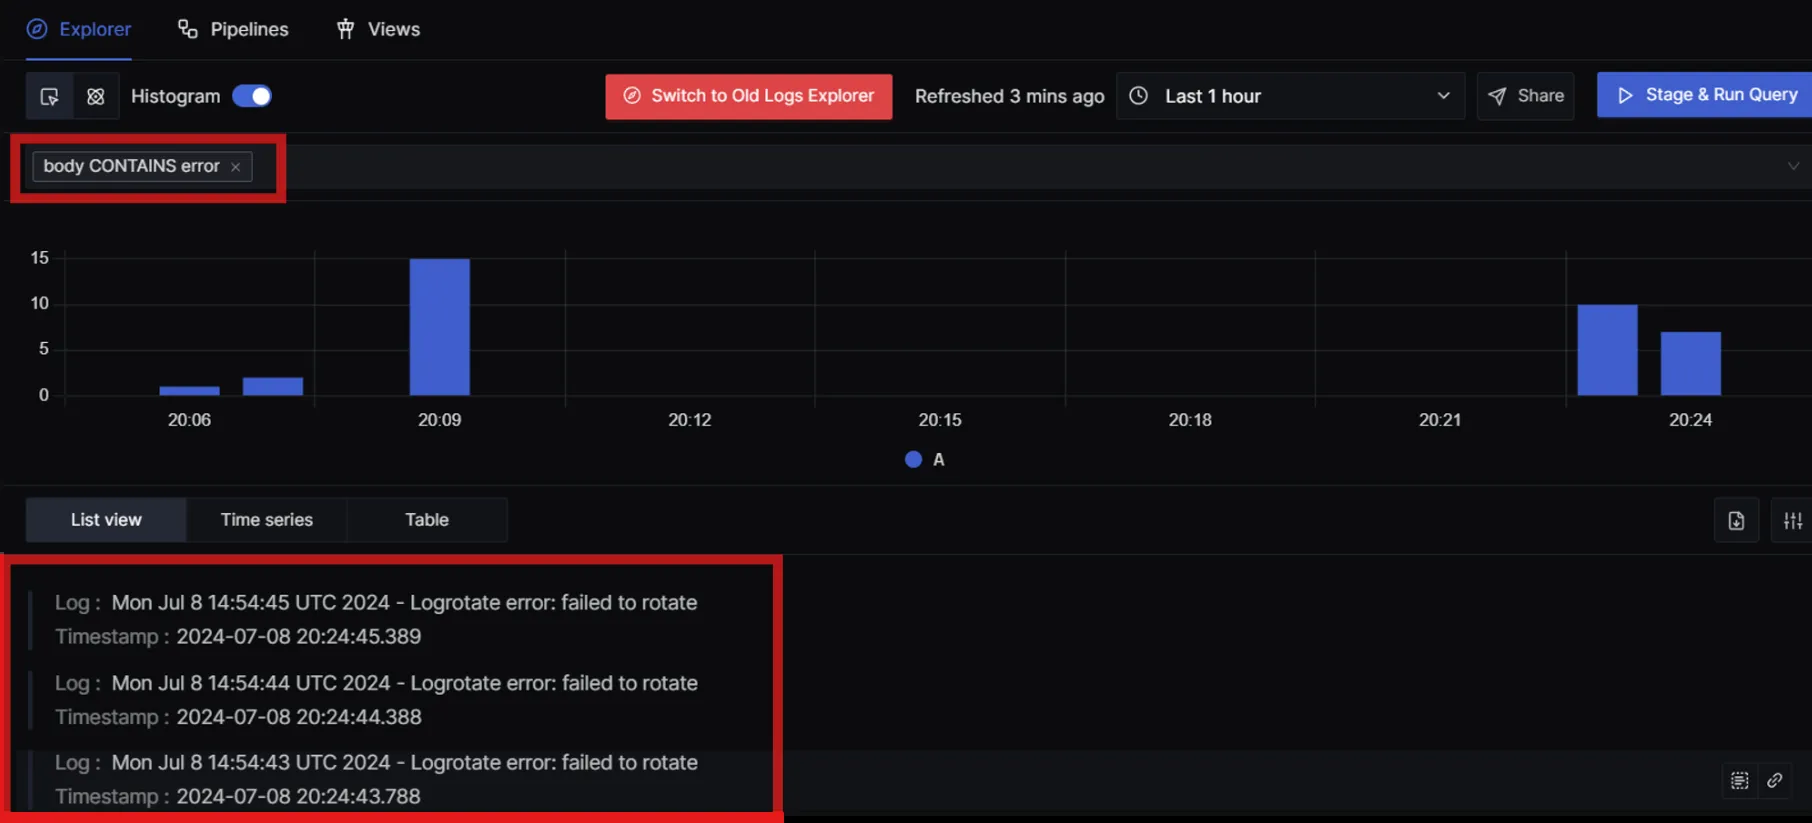 Explorer Pipelines Views
Histogram Switch to Old Logs Explorer Refreshed 3 mins ago Last 1 hour Share Stage & Run Query
body CONTAINS error ×
15
10
5
0
20:06 20:09 20:12 20:15 20:18 20:21 20:24
A
List view Time series Table
Log : Mon Jul 8 14:54:45 UTC 2024 - Logrotate error: failed to rotate
Timestamp : 2024-07-08 20:24:45.389
Log : Mon Jul 8 14:54:44 UTC 2024 - Logrotate error: failed to rotate
Timestamp : 2024-07-08 20:24:44.388
Log : Mon Jul 8 14:54:43 UTC 2024 - Logrotate error: failed to rotate
Timestamp : 2024-07-08 20:24:43.788